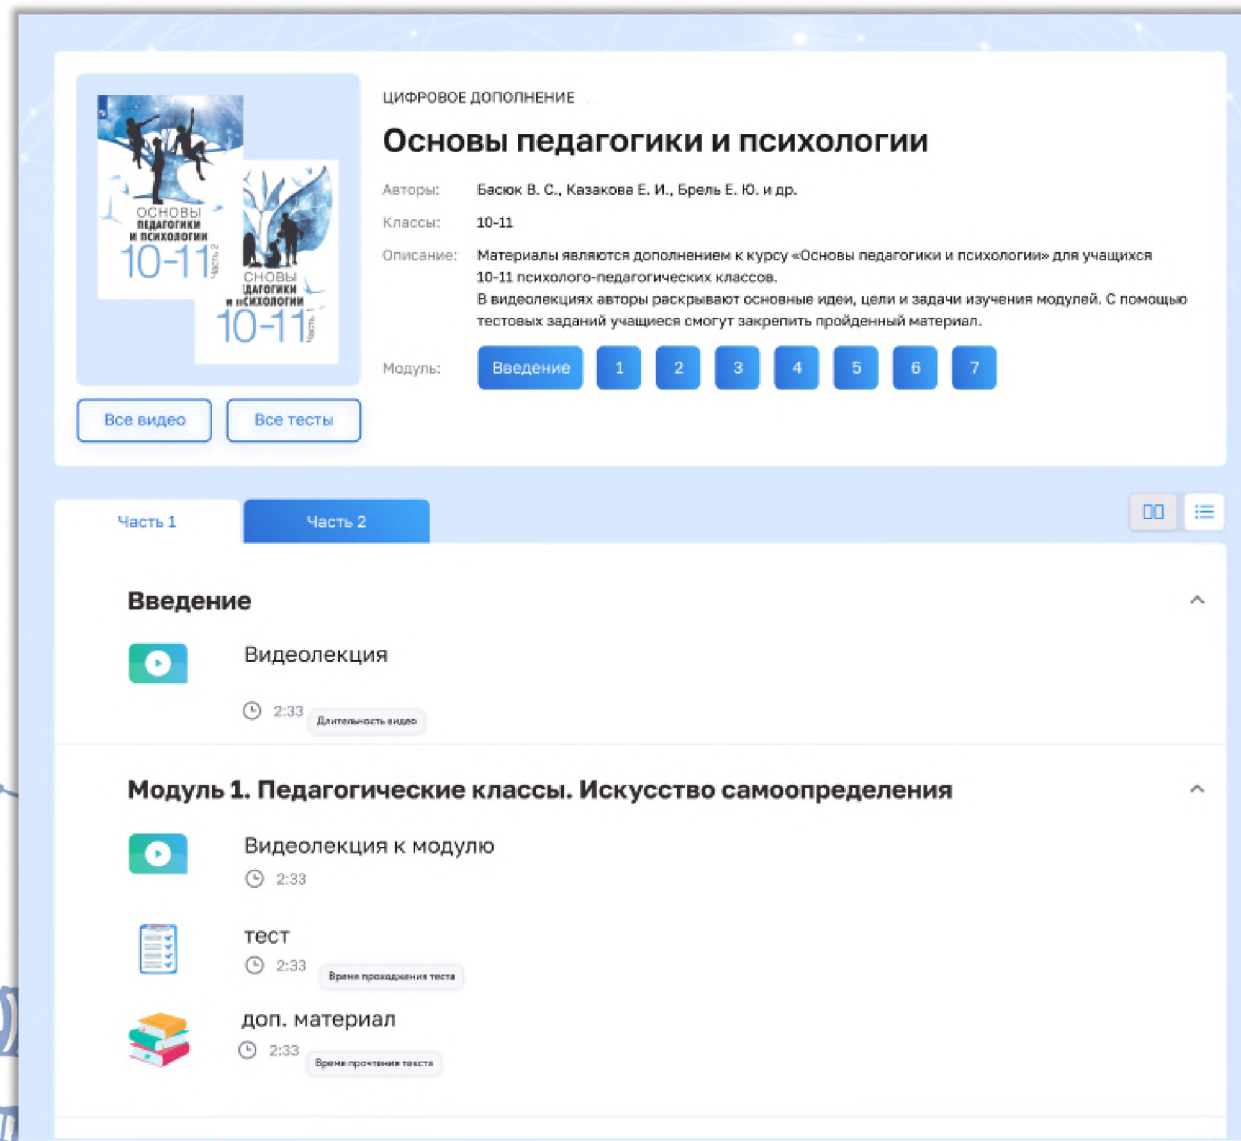 ЦИФРОВОЕ ДОПОЛНЕНИЕ
Основы педагогики и психологии
Авторы: Басюк В. С., Казакова Е. И., Брель Е. Ю. и др.
Классы: 10-11
Описание: Материалы являются дополнением к курсу «Основы педагогики и психологии» для учащихся
10-11 психолого-педагогических классов.
В видеолекциях авторы раскрывают основные идеи, цели и задачи изучения модулей. С помощью
тестовых заданий учащиеся смогут закрепить пройденный материал.
Модуль: Введение 1 2 3 4 5 6 7
ОСНОВЫ
ПЕДАГОГИКИ
И ПСИХОЛОГИИ
10-11
Часть 2
СНОВЫ
ДАГОГИКИ
И ПСИХОЛОГИИ
10-11
Часть 1
Все видео Все тесты
Часть 1 Часть 2
Введение
Видеолекция
2:33 Длительность видео
Модуль 1. Педагогические классы. Искусство самоопределения
Видеолекция к модулю
2:33
тест
2:33 Время прохождения теста
доп. материал
2:33 Время прочтения текста